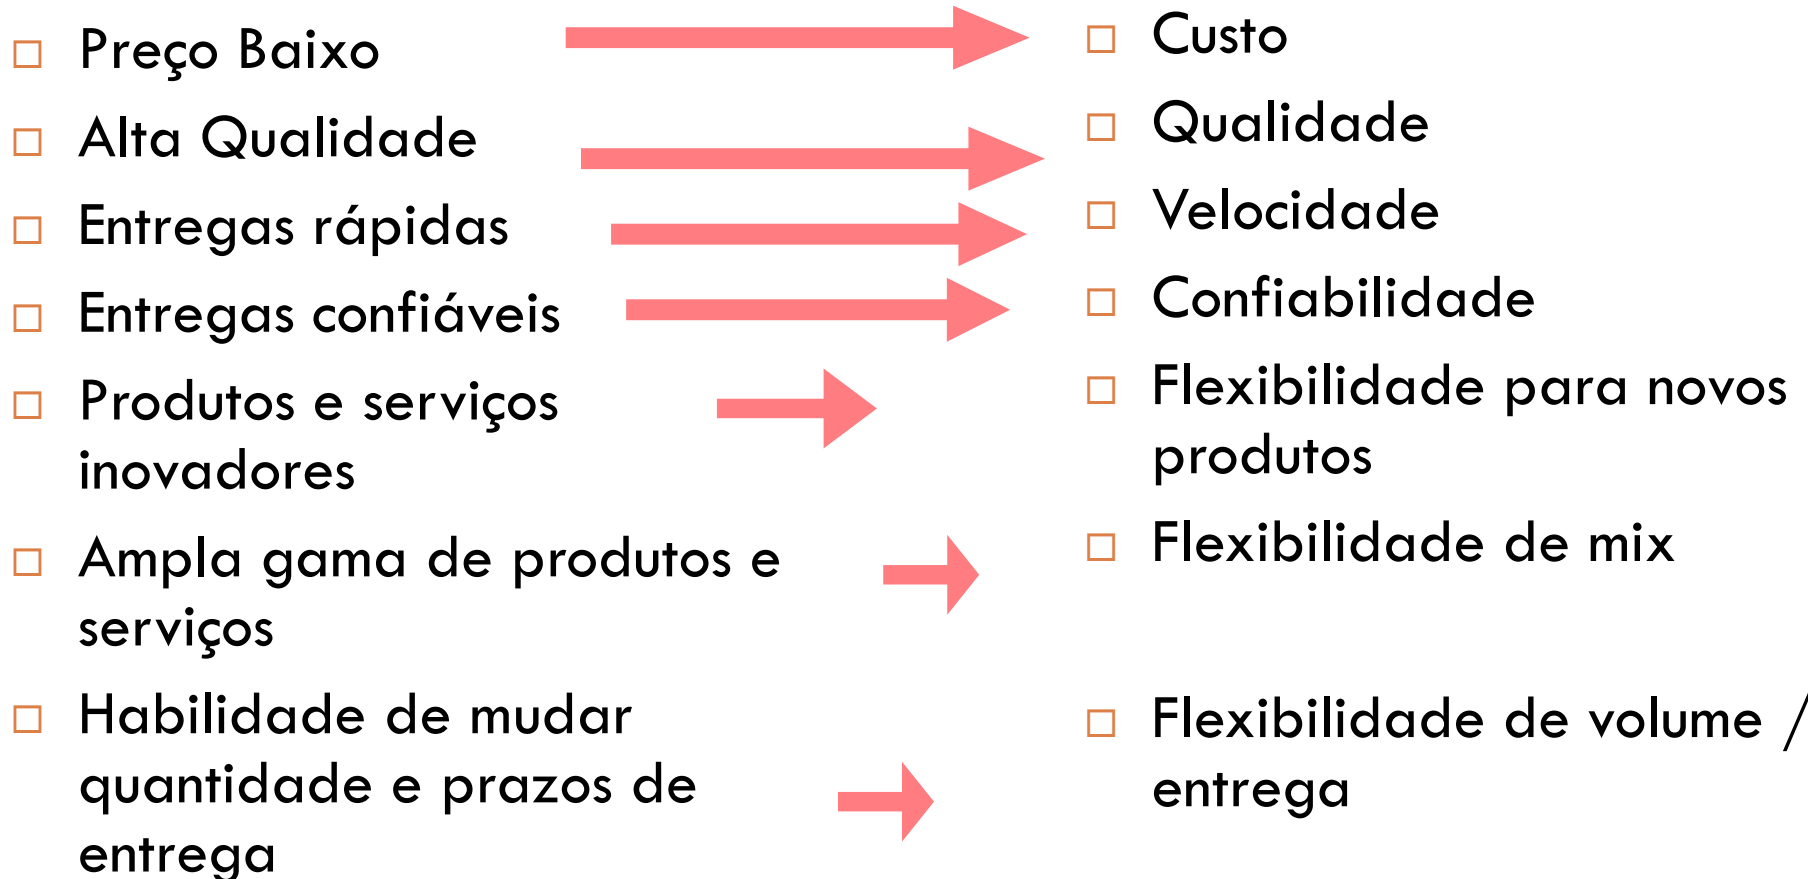 Preço Baixo
Alta Qualidade
Entregas rápidas
Entregas confiáveis
Produtos e serviços
inovadores
Ampla gama de produtos e
serviços
Habilidade de mudar
quantidade e prazos de
entrega
Custo
Qualidade
Velocidade
Confiabilidade
Flexibilidade para novos
produtos
Flexibilidade de mix
Flexibilidade de volume /
entrega